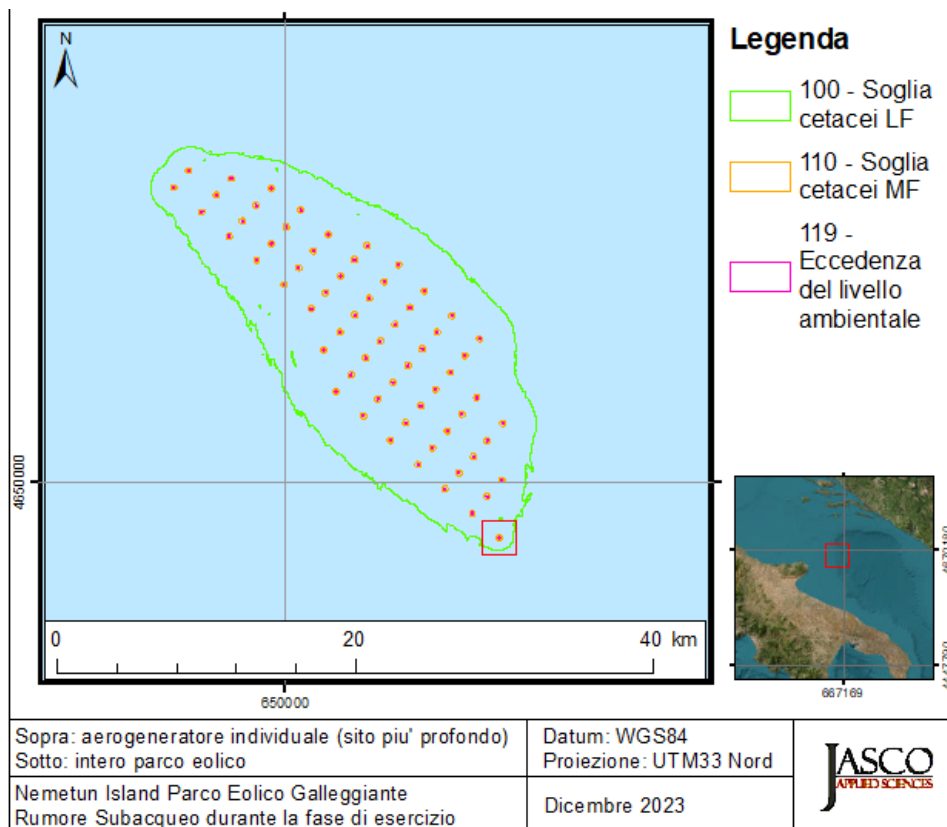 N
Legenda
100 - Soglia
cetacei LF
110 - Soglia
cetacei MF
119 -
Eccedenza
del livello
ambientale
4650000
0
20
40 km
650000
667169
Sopra: aerogeneratore individuale (sito piu' profondo)
Sotto: intero parco eolico
Datum: WGS84
Proiezione: UTM33 Nord
Nemetun Island Parco Eolico Galleggiante
Rumore Subacqueo durante la fase di esercizio
Dicembre 2023
JASCO
APPLIED SCIENCES